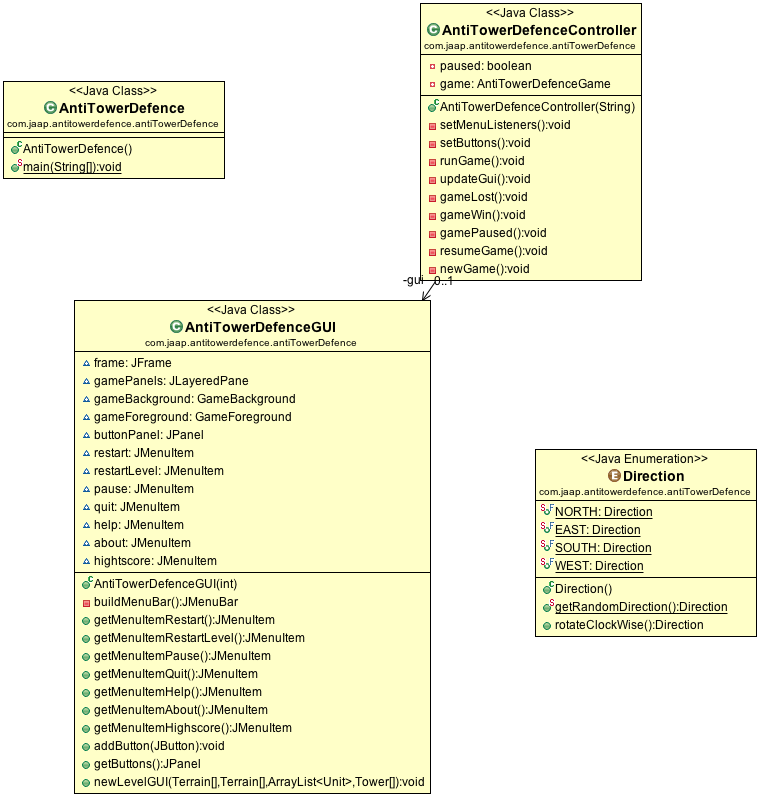 <<Java Class>>
AntiTowerDefenceController
com.jaap.antitowerdefence.antiTowerDefence
paused: boolean
game: AntiTowerDefenceGame
AntiTowerDefenceController(String)
setMenuListeners():void
setButtons():void
runGame():void
updateGui():void
gameLost():void
gameWin():void
gamePaused():void
resumeGame():void
newGame():void
<<Java Class>>
AntiTowerDefence
com.jaap.antitowerdefence.antiTowerDefence
AntiTowerDefence()
main(String[]):void
-gui 0..1
<<Java Class>>
AntiTowerDefenceGUI
com.jaap.antitowerdefence.antiTowerDefence
frame: JFrame
gamePanels: JLayeredPane
gameBackground: GameBackground
gameForeground: GameForeground
buttonPanel: JPanel
restart: JMenuItem
restartLevel: JMenuItem
pause: JMenuItem
quit: JMenuItem
help: JMenuItem
about: JMenuItem
hightscore: JMenuItem
AntiTowerDefenceGUI(int)
buildMenuBar():JMenuBar
getMenuItemRestart():JMenuItem
getMenuItemRestartLevel():JMenuItem
getMenuItemPause():JMenuItem
getMenuItemQuit():JMenuItem
getMenuItemHelp():JMenuItem
getMenuItemAbout():JMenuItem
getMenuItemHighscore():JMenuItem
addButton(JButton):void
getButtons():JPanel
newLevelGUI(Terrain[],Terrain[],ArrayList<Unit>,Tower[]):void
<<Java Enumeration>>
Direction
com.jaap.antitowerdefence.antiTowerDefence
NORTH: Direction
EAST: Direction
SOUTH: Direction
WEST: Direction
Direction()
getRandomDirection():Direction
rotateClockWise():Direction